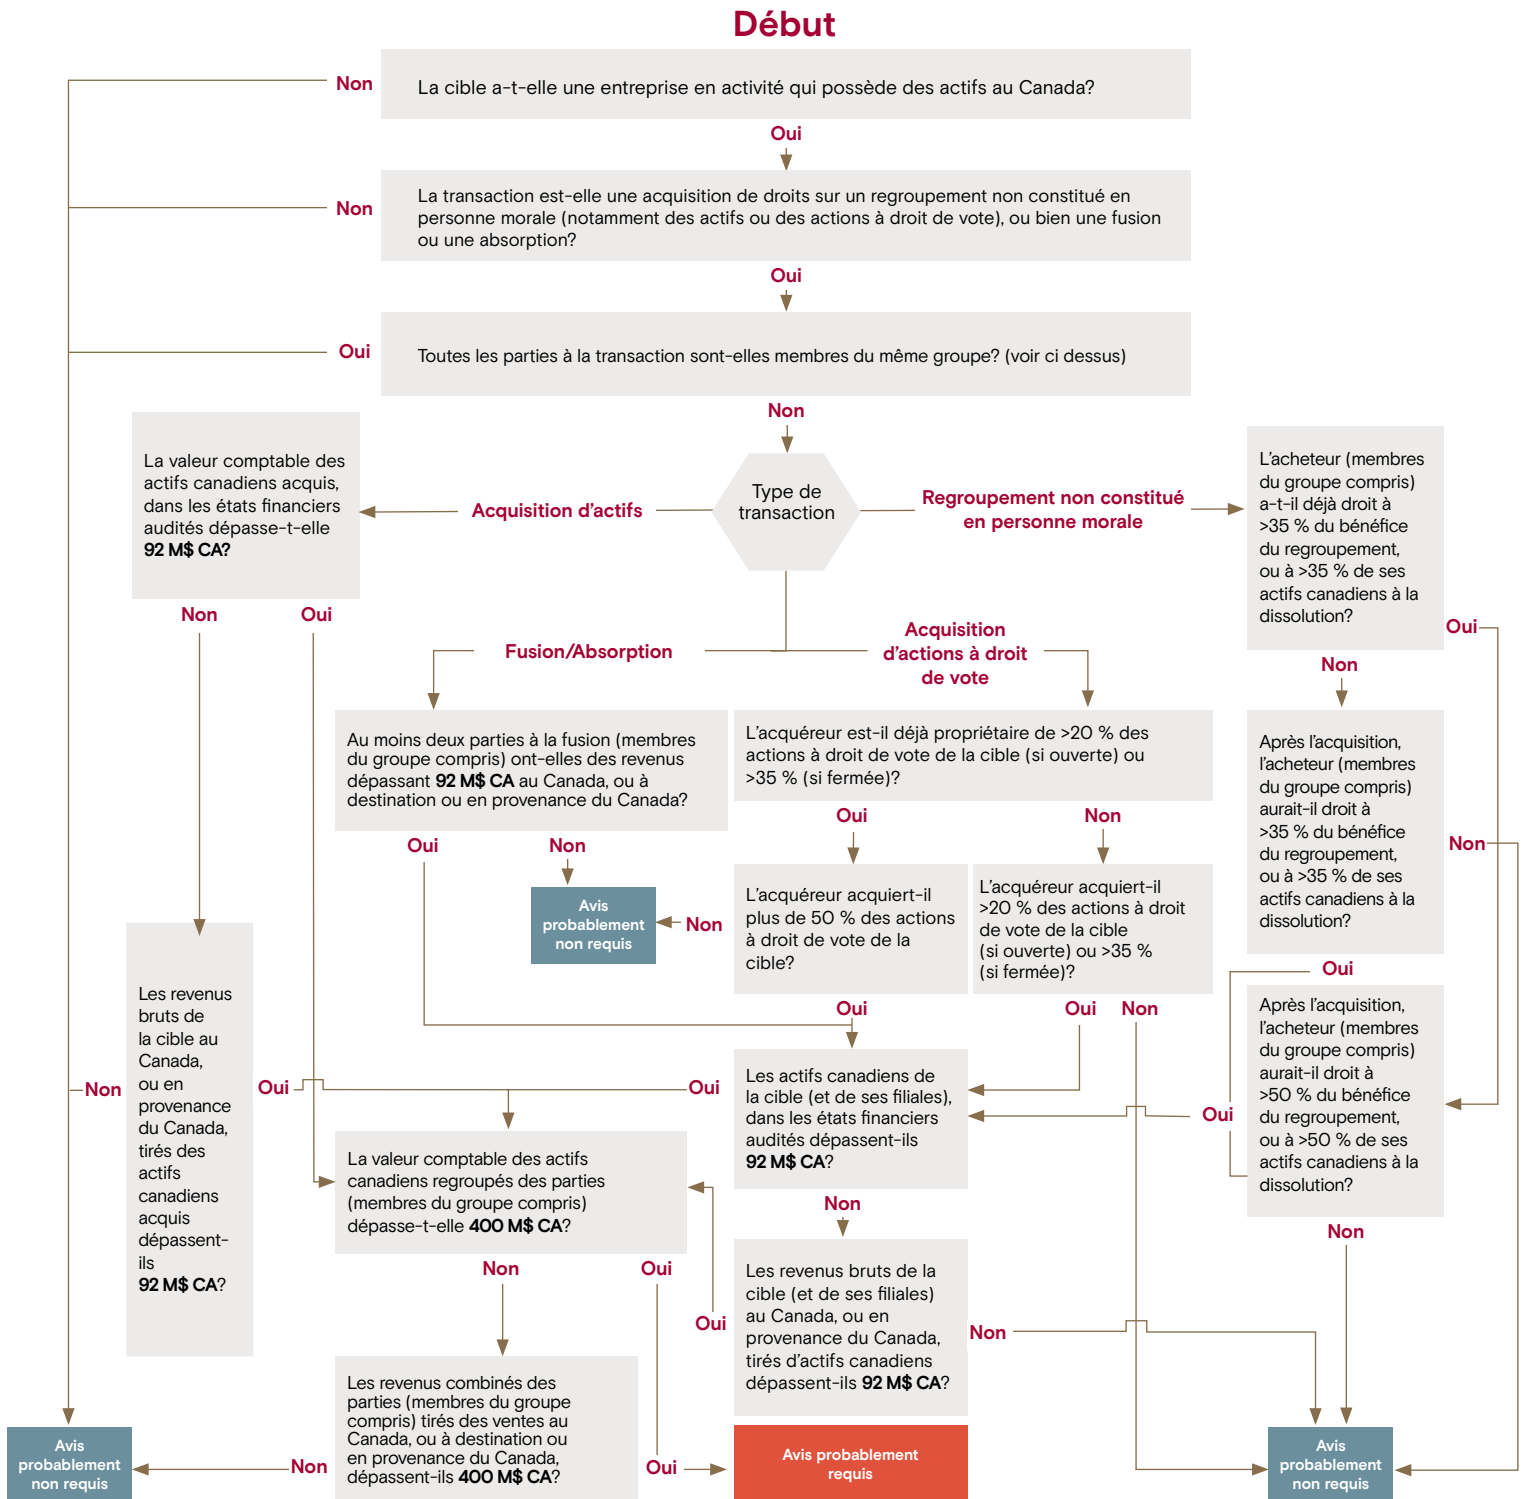 Début
Non
La cible a-t-elle une entreprise en activité qui possède des actifs au Canada?
Oui
Non
La transaction est-elle une acquisition de droits sur un regroupement non constitué en
personne morale (notamment des actifs ou des actions à droit de vote), ou bien une fusion
ou une absorption?
Oui
Oui
Toutes les parties à la transaction sont-elles membres du même groupe? (voir ci dessus)
Non
La valeur comptable des
actifs canadiens acquis,
dans les états financiers
audités dépasse-t-elle
92 M$ CA?
Acquisition d'actifs
Type de
transaction
Regroupement non constitué
en personne morale
L'acheteur (membres
du groupe compris)
a-t-il déjà droit à
>35 % du bénéfice
du regroupement,
ou à >35 % de ses
actifs canadiens à la
dissolution?
Non
Oui
Oui
Non
Fusion/Absorption
Acquisition
d'actions à droit
de vote
Au moins deux parties à la fusion (membres
du groupe compris) ont-elles des revenus
dépassant 92 M$ CA au Canada, ou à
destination ou en provenance du Canada?
L'acquéreur est-il déjà propriétaire de >20 % des
actions à droit de vote de la cible (si ouverte) ou
>35 % (si fermée)?
Après l'acquisition,
l'acheteur (membres
du groupe compris)
aurait-il droit à
>35 % du bénéfice
du regroupement,
ou à >35 % de ses
actifs canadiens à la
dissolution?
Non
Oui
Oui
Non
Oui
Non
Avis
probablement
non requis
Non
L'acquéreur acquiert-il
plus de 50 % des actions
à droit de vote de la
cible?
L'acquéreur acquiert-il
>20 % des actions à droit
de vote de la cible
(si ouverte) ou >35 %
(si fermée)?
Oui
Oui
Non
Les revenus
bruts de
la cible au
Canada,
ou en
provenance
du Canada,
tirés des
actifs
canadiens
acquis
dépassent-
ils
92 M$ CA?
Non
Oui
Oui
Les actifs canadiens de
la cible (et de ses filiales),
dans les états financiers
audités dépassent-ils
92 M$ CA?
Oui
Après l'acquisition,
l'acheteur (membres
du groupe compris)
aurait-il droit à
>50 % du bénéfice
du regroupement,
ou à >50 % de ses
actifs canadiens à la
dissolution?
La valeur comptable des actifs
canadiens regroupés des parties
(membres du groupe compris)
dépasse-t-elle 400 M$ CA?
Non
Non
Non
Oui
Oui
Les revenus bruts de la
cible (et de ses filiales)
au Canada, ou en
provenance du Canada,
tirés d'actifs canadiens
dépassent-ils 92 M$ CA?
Non
Les revenus combinés des
parties (membres du groupe
compris) tirés des ventes au
Canada, ou à destination ou
en provenance du Canada,
dépassent-ils 400 M$ CA?
Avis
probablement
non requis
Non
Oui
Avis probablement
requis
Avis
probablement
non requis